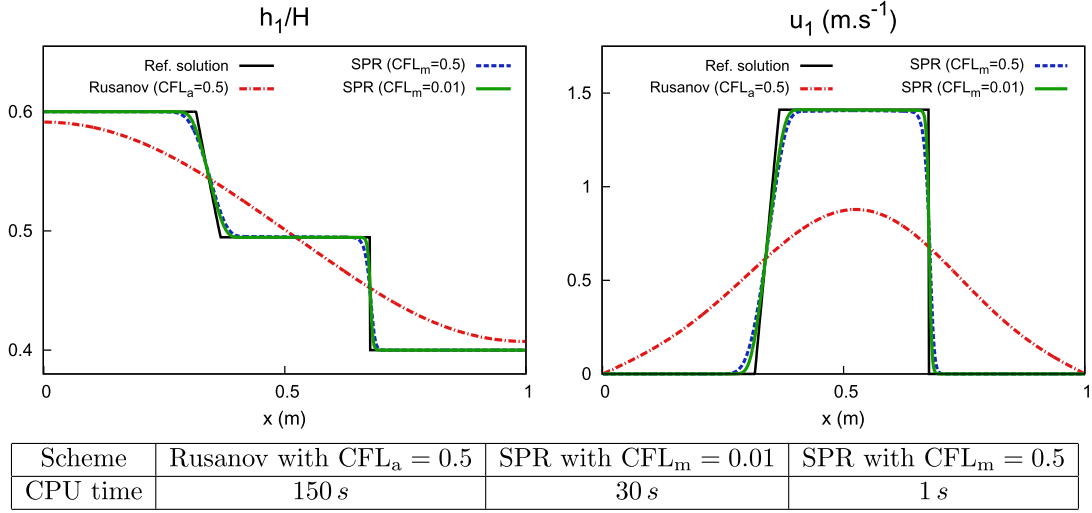 h₁/H
Ref. solution
Rusanov (CFLₐ=0.5)
SPR (CFLₘ=0.5)
SPR (CFLₘ=0.01)
0.6
0.5
0.4
0 0.5 1
x (m)
u₁ (m.s⁻¹)
Ref. solution
Rusanov (CFLₐ=0.5)
SPR (CFLₘ=0.5)
SPR (CFLₘ=0.01)
1.5
1
0.5
0
0 0.5 1
x (m)
Scheme Rusanov with CFLₐ = 0.5 SPR with CFLₘ = 0.01 SPR with CFLₘ = 0.5
CPU time 150 s 30 s 1 s